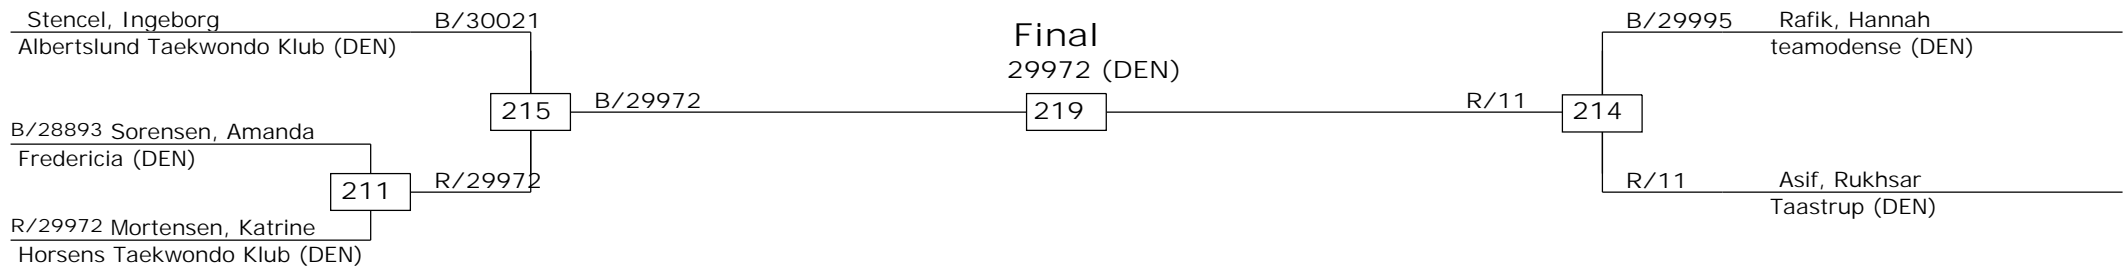 Stencel, Ingeborg
B/30021
Albertslund Taekwondo Klub (DEN)
B/28893 Sorensen, Amanda
Fredericia (DEN)
211
R/29972 Mortensen, Katrine
Horsens Taekwondo Klub (DEN)
215
R/29972
B/29972
Final
29972 (DEN)
219
R/11
214
B/29995
Rafik, Hannah
teamodense (DEN)
R/11
Asif, Rukhsar
Taastrup (DEN)